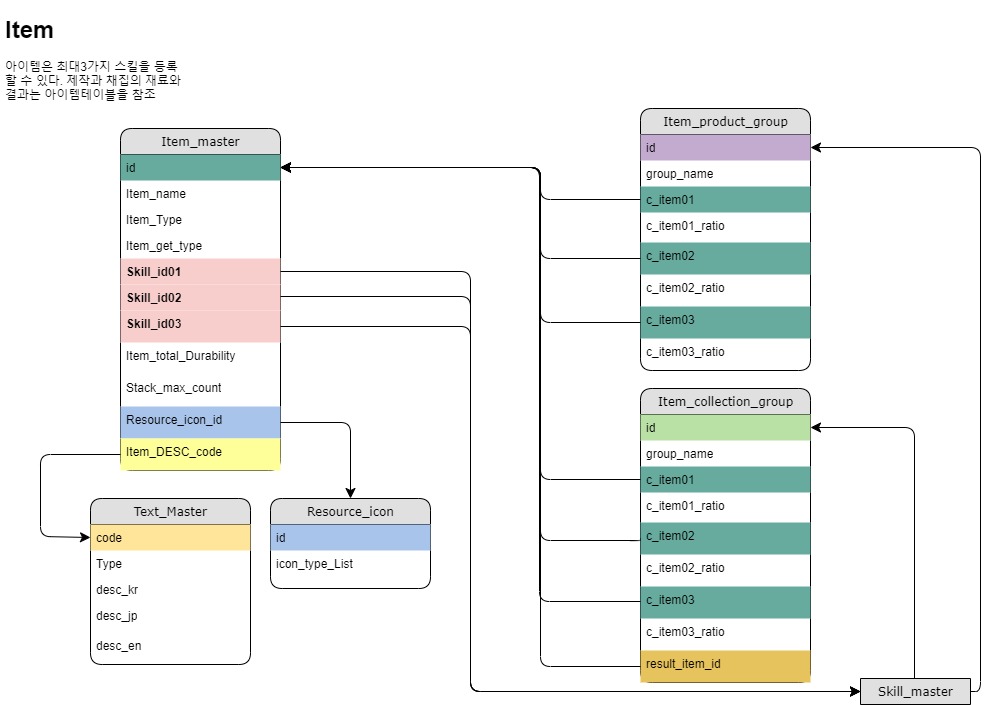 Item
아이템은 최대3가지 스킬을 등록
할 수 있다. 제작과 채집의 재료와
결과는 아이템테이블을 참조
Item_master
id
Item_name
Item_Type
Item_get_type
Skill_id01
Skill_id02
Skill_id03
Item_total_Durability
Stack_max_count
Resource_icon_id
Item_DESC_code
Text_Master
code
Type
desc_kr
desc_jp
desc_en
Resource_icon
id
icon_type_List
Item_product_group
id
group_name
c_item01
c_item01_ratio
c_item02
c_item02_ratio
c_item03
c_item03_ratio
Item_collection_group
id
group_name
c_item01
c_item01_ratio
c_item02
c_item02_ratio
c_item03
c_item03_ratio
result_item_id
Skill_master